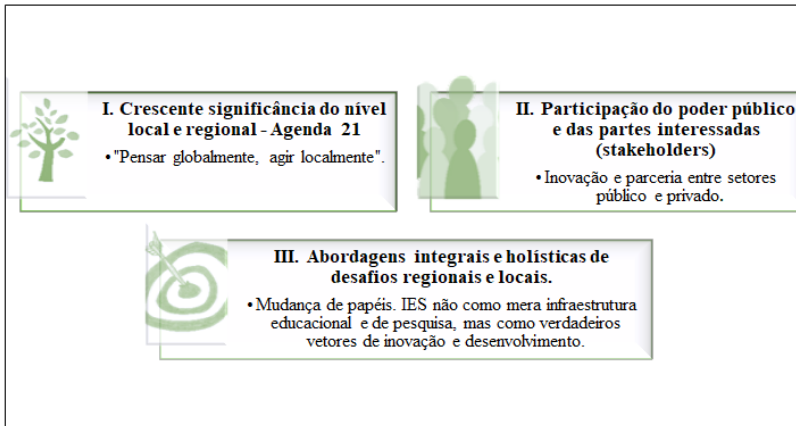 I. Crescente significância do nível
local e regional - Agenda 21
• "Pensar globalmente, agir localmente".
II. Participação do poder público
e das partes interessadas
(stakeholders)
• Inovação e parceria entre setores
público e privado.
III. Abordagens integrais e holísticas de
desafios regionais e locais.
• Mudança de papéis. IES não como mera infraestrutura
educacional e de pesquisa, mas como verdadeiros
vetores de inovação e desenvolvimento.